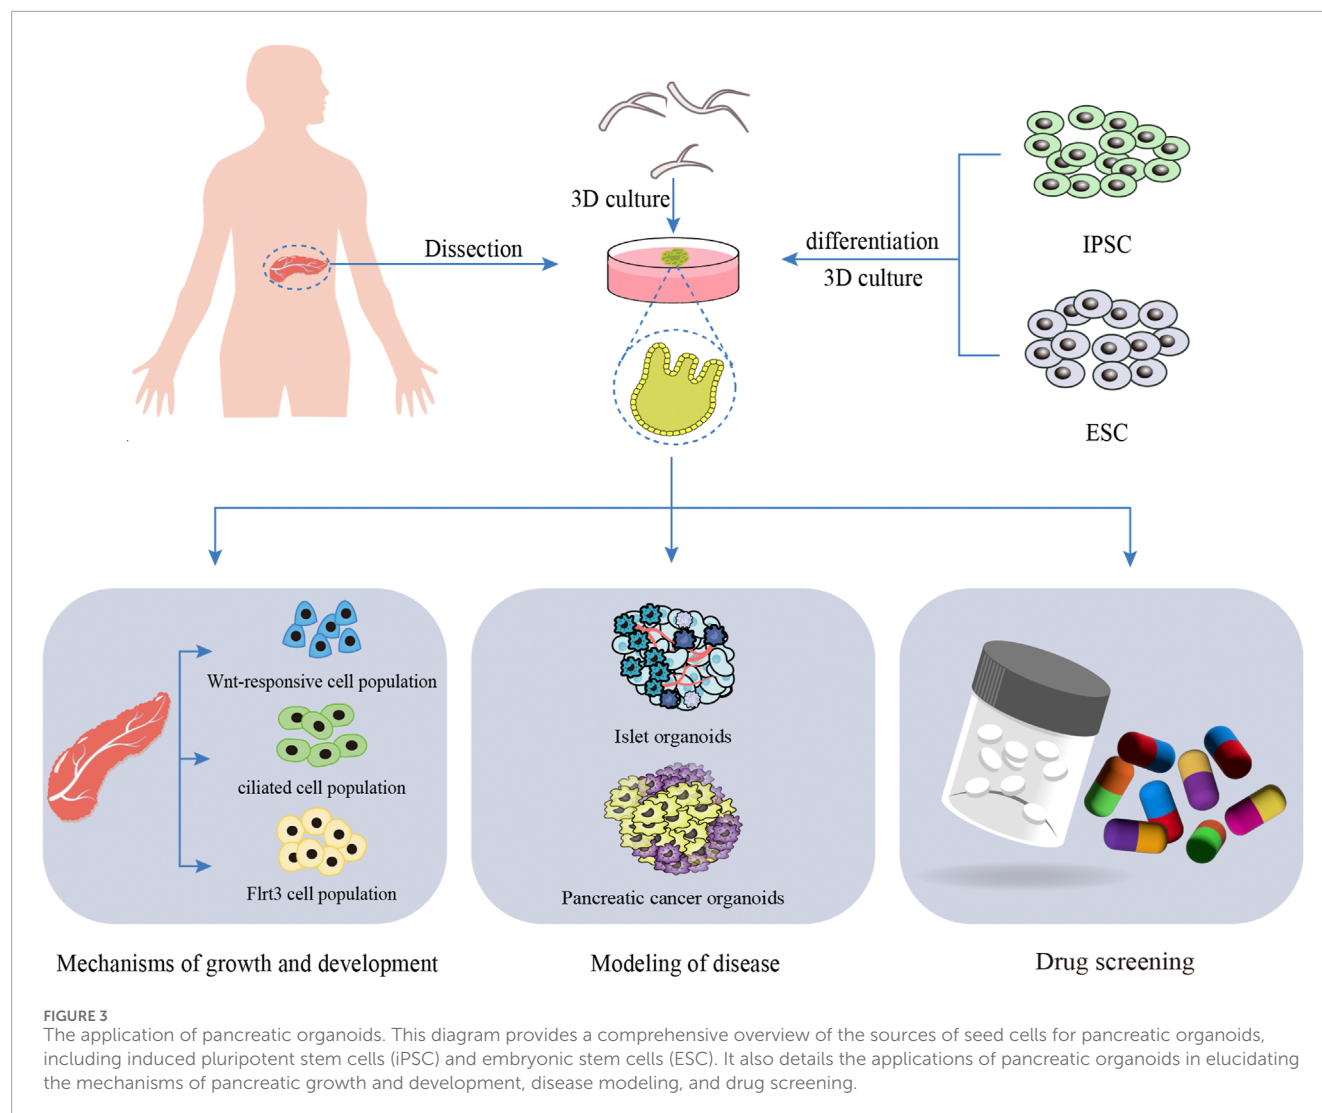 3D culture
Dissection
differentiation
3D culture
IPSC
ESC
Wnt-responsive cell population
ciliated cell population
Flrt3 cell population
Islet organoids
Pancreatic cancer organoids
Mechanisms of growth and development
Modeling of disease
Drug screening
FIGURE 3
The application of pancreatic organoids. This diagram provides a comprehensive overview of the sources of seed cells for pancreatic organoids,
including induced pluripotent stem cells (iPSC) and embryonic stem cells (ESC). It also details the applications of pancreatic organoids in elucidating
the mechanisms of pancreatic growth and development, disease modeling, and drug screening.